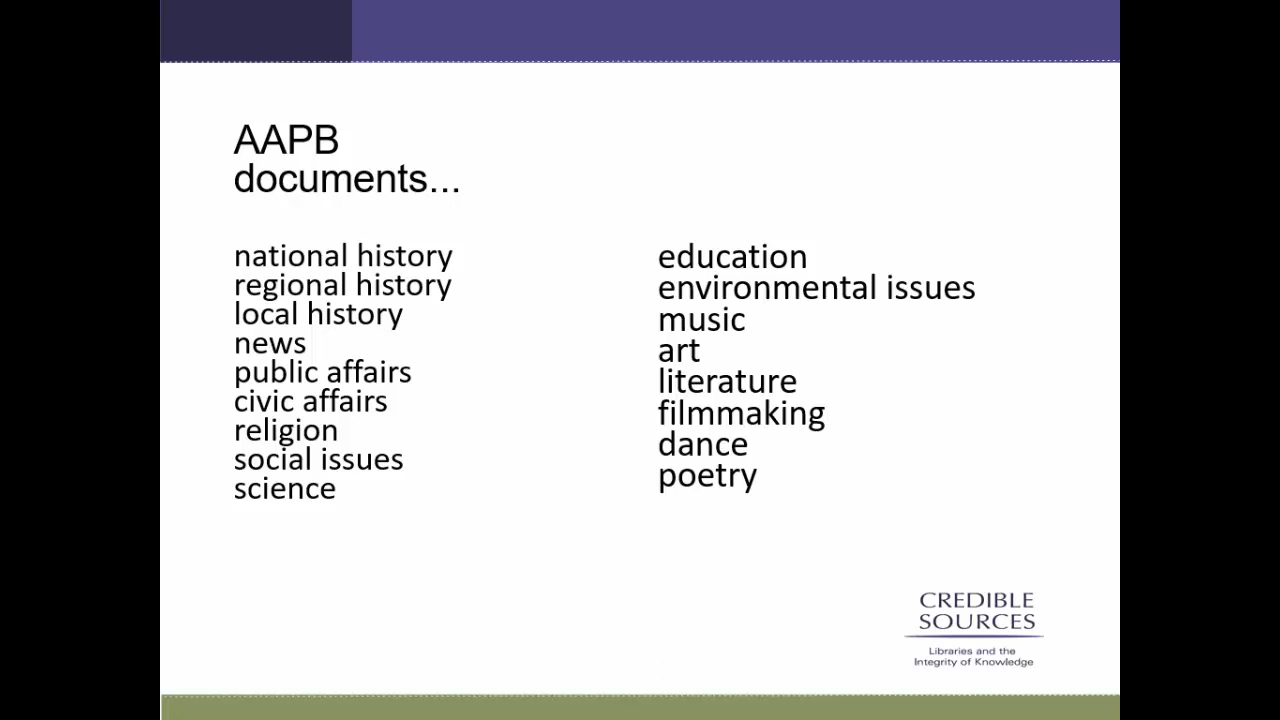 AAPB
documents...
national history
regional history
local history
news
public affairs
civic affairs
religion
social issues
science
education
environmental issues
music
art
literature
filmmaking
dance
poetry
CREDIBLE
SOURCES
Libraries and the
Integrity of Knowledge